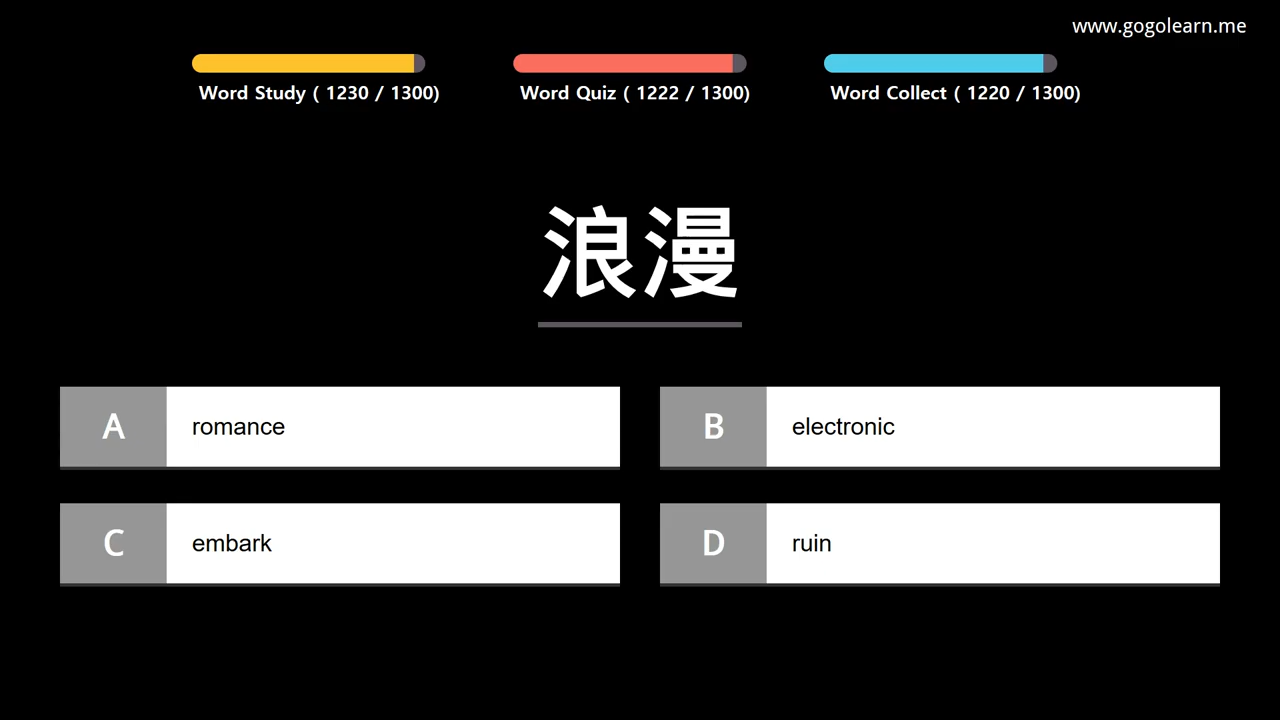 www.gogolearn.me
Word Study ( 1230 / 1300)
Word Quiz ( 1222 / 1300)
Word Collect ( 1220 / 1300)
浪漫
A romance
B electronic
C embark
D ruin